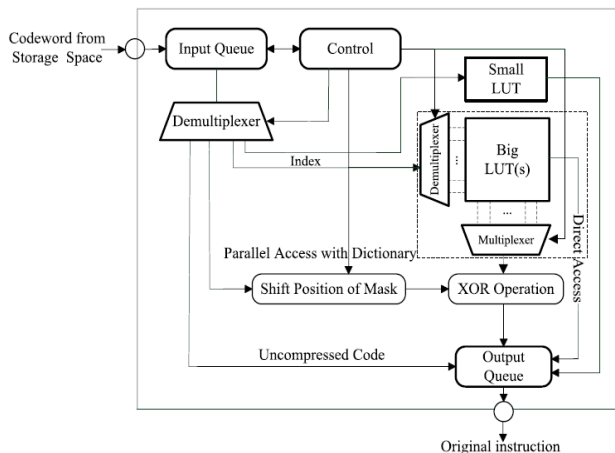 Codeword from
Storage Space
Input Queue
Control
Small
LUT
Demultiplexer
Demultiplexer
...
Big
LUT(s)
Index
...
Multiplexer
Direct Access
Parallel Access with Dictionary
Shift Position of Mask
XOR Operation
Uncompressed Code
Output
Queue
Original instruction